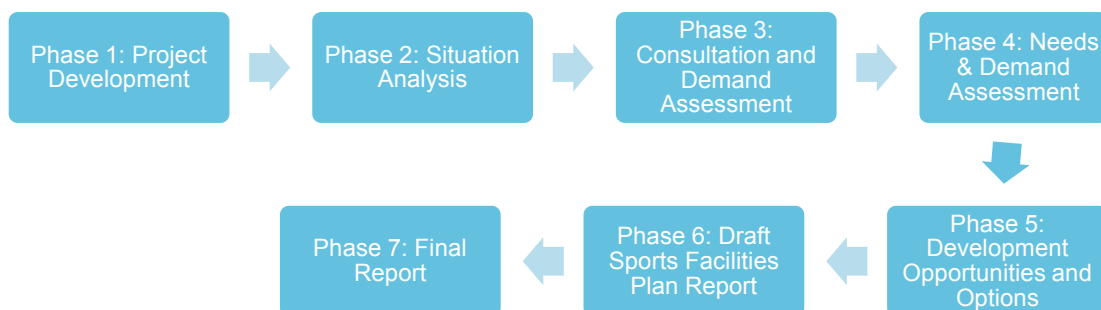 Phase 1: Project
Development
Phase 2: Situation
Analysis
Phase 3:
Consultation and
Demand
Assessment
Phase 4: Needs
& Demand
Assessment
Phase 5:
Development
Opportunities and
Options
Phase 6: Draft
Sports Facilities
Plan Report
Phase 7: Final
Report